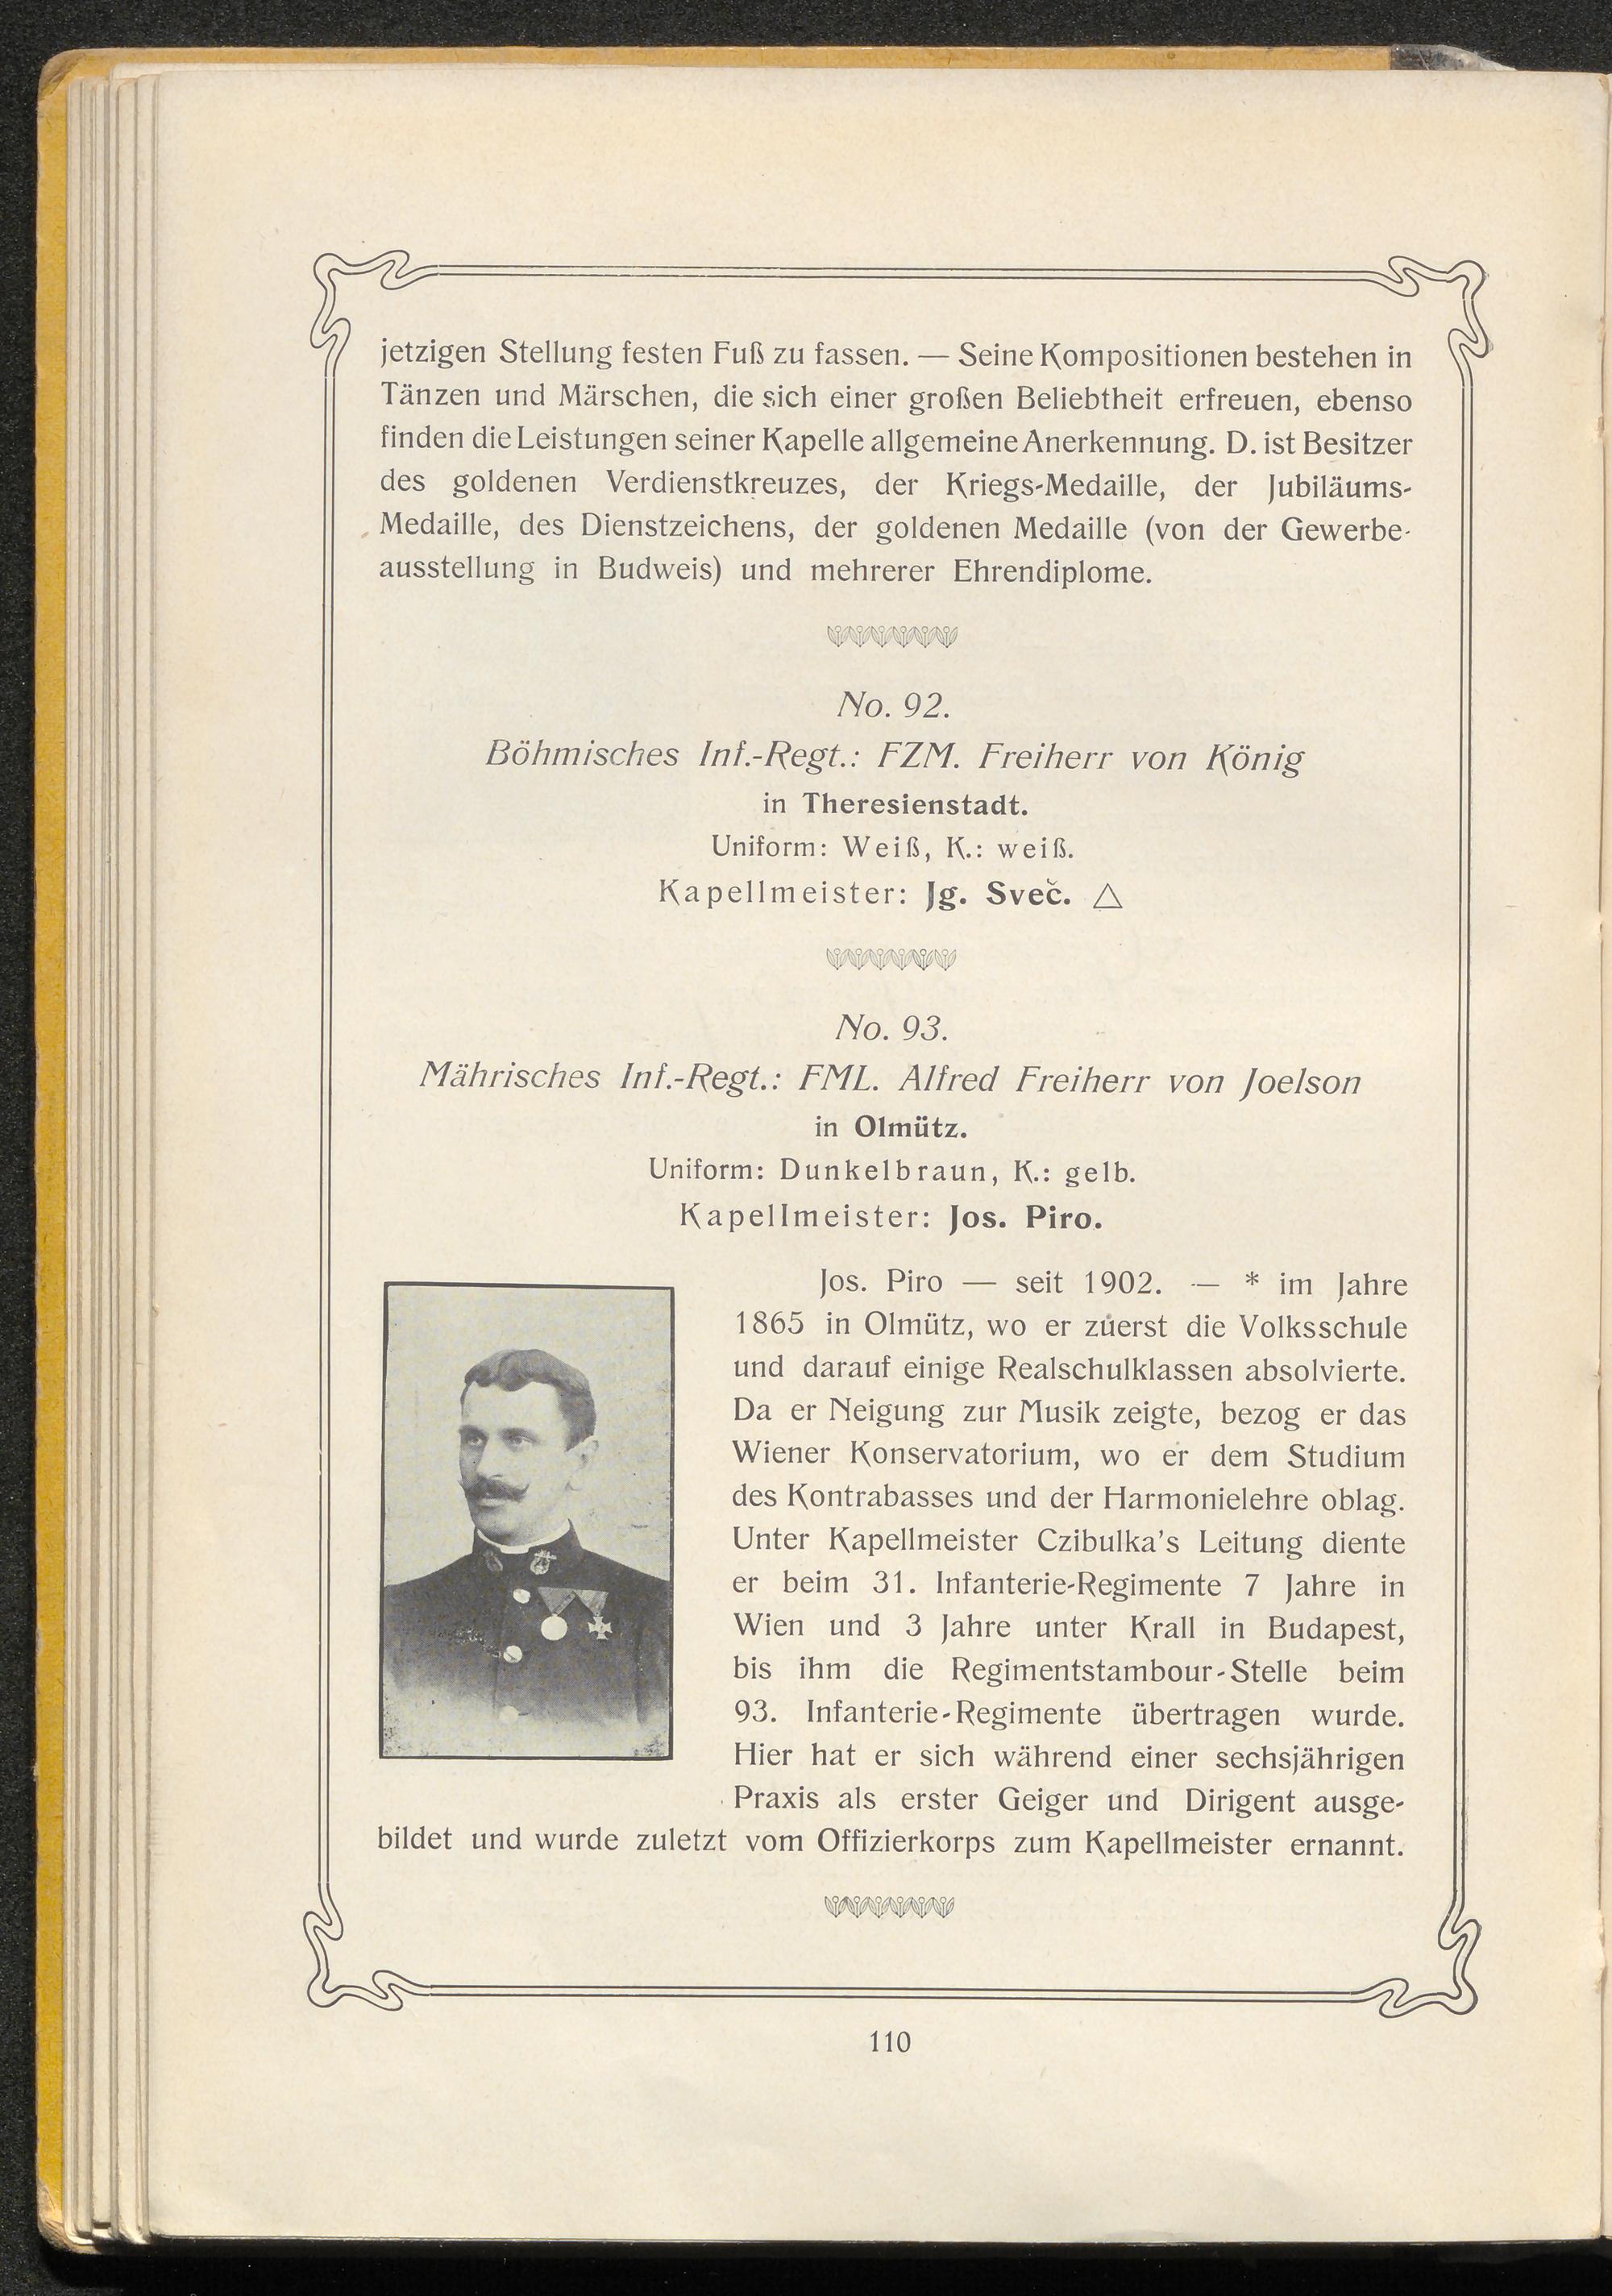 jetzigen Stellung festen Fuß zu fassen. — Seine Kompositionen bestehen in
Tänzen und Märschen, die sich einer großen Beliebtheit erfreuen, ebenso
finden die Leistungen seiner Kapelle allgemeine Anerkennung. D. ist Besitzer
des goldenen Verdienstkreuzes, der Kriegs-Medaille, der Jubiläums-
Medaille, des Dienstzeichens, der goldenen Medaille (von der Gewerbe-
ausstellung in Budweis) und mehrerer Ehrendiplome.
No. 92.
Böhmisches Inf.-Regt.: FZM. Freiherr von König
in Theresienstadt.
Uniform: Weiß, K.: weiß.
Kapellmeister: Jg. Sveč. △
No. 93.
Mährisches Inf.-Regt.: FML. Alfred Freiherr von Joelson
in Olmütz.
Uniform: Dunkelbraun, K.: gelb.
Kapellmeister: Jos. Piro.
Jos. Piro — seit 1902. — * im Jahre
1865 in Olmütz, wo er zuerst die Volksschule
und darauf einige Realschulklassen absolvierte.
Da er Neigung zur Musik zeigte, bezog er das
Wiener Konservatorium, wo er dem Studium
des Kontrabasses und der Harmonielehre oblag.
Unter Kapellmeister Czibulka's Leitung diente
er beim 31. Infanterie-Regimente 7 Jahre in
Wien und 3 Jahre unter Krall in Budapest,
bis ihm die Regimentstambour-Stelle beim
93. Infanterie-Regimente übertragen wurde.
Hier hat er sich während einer sechsjährigen
Praxis als erster Geiger und Dirigent ausge-
bildet und wurde zuletzt vom Offizierkorps zum Kapellmeister ernannt.
110